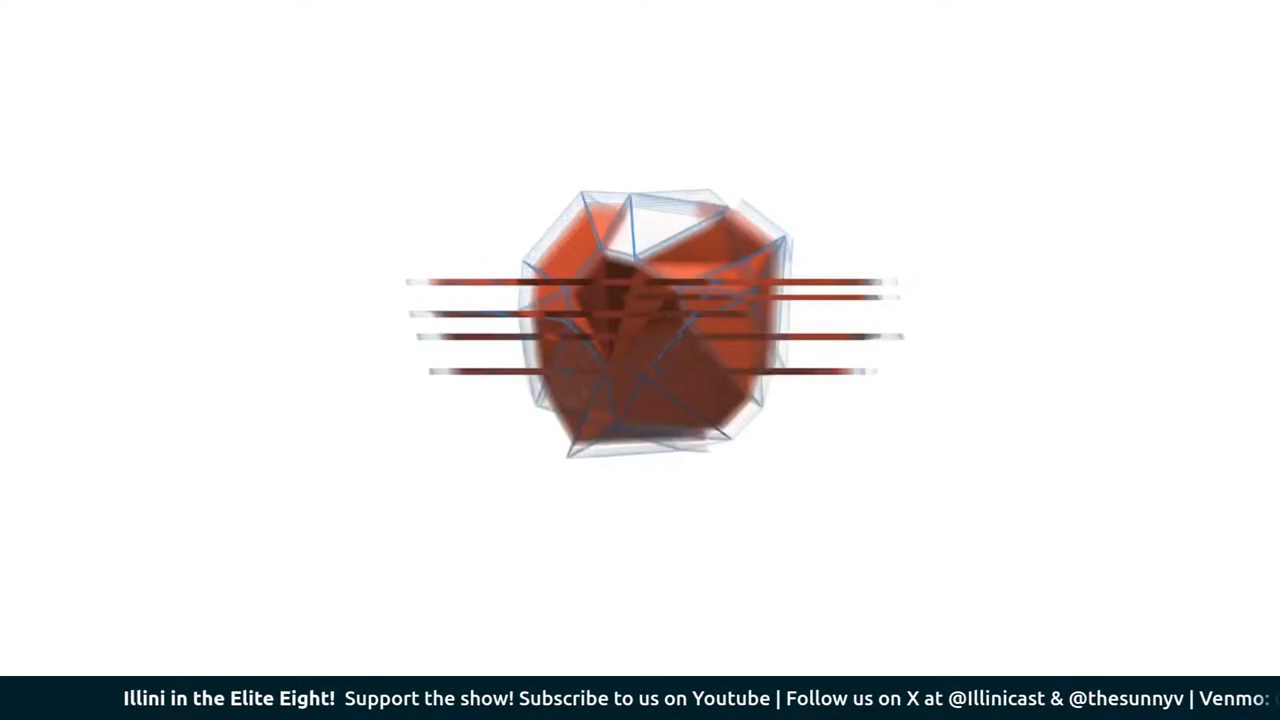 Illini in the Elite Eight! Support the show! Subscribe to us on Youtube | Follow us on X at @Illinicast & @thesunnyv | Venmo: